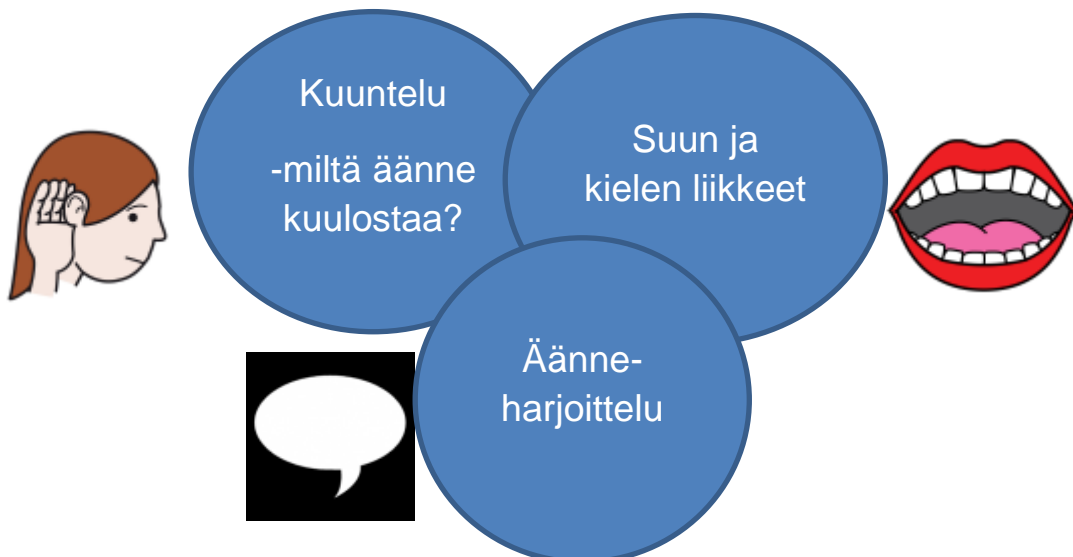 Kuuntelu
-miltä äänne
kuulostaa?
Suun ja
kielen liikkeet
Äänne-
harjoittelu